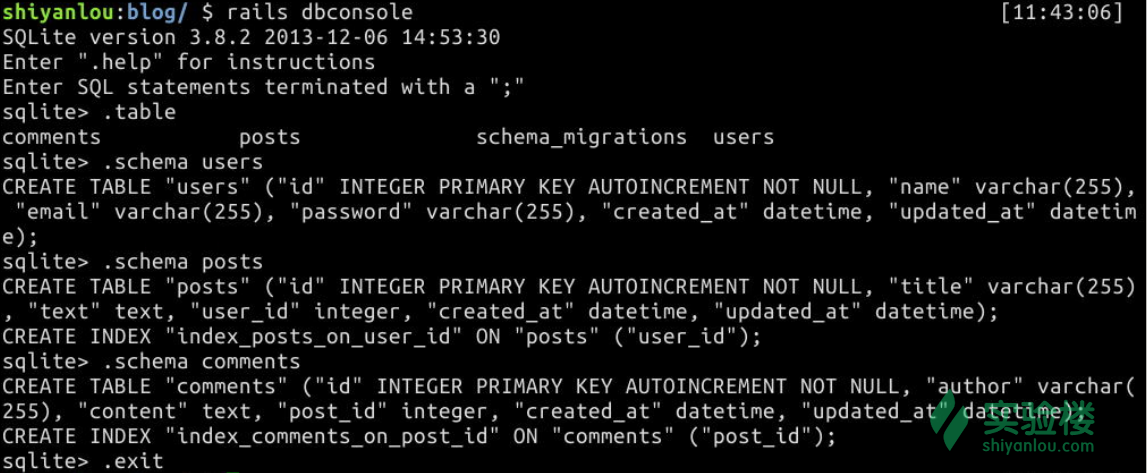 shiyanlou:blog/ $ rails dbconsole [11:43:06]
SQLite version 3.8.2 2013-12-06 14:53:30
Enter ".help" for instructions
Enter SQL statements terminated with a ";"
sqlite> .table
comments posts schema_migrations users
sqlite> .schema users
CREATE TABLE "users" ("id" INTEGER PRIMARY KEY AUTOINCREMENT NOT NULL, "name" varchar(255),
"email" varchar(255), "password" varchar(255), "created_at" datetime, "updated_at" datetim
e);
sqlite> .schema posts
CREATE TABLE "posts" ("id" INTEGER PRIMARY KEY AUTOINCREMENT NOT NULL, "title" varchar(255)
, "text" text, "user_id" integer, "created_at" datetime, "updated_at" datetime);
CREATE INDEX "index_posts_on_user_id" ON "posts" ("user_id");
sqlite> .schema comments
CREATE TABLE "comments" ("id" INTEGER PRIMARY KEY AUTOINCREMENT NOT NULL, "author" varchar(
255), "content" text, "post_id" integer, "created_at" datetime, "updated_at" datetime);
CREATE INDEX "index_comments_on_post_id" ON "comments" ("post_id");
sqlite> .exit
实验楼
shiyanlou.com